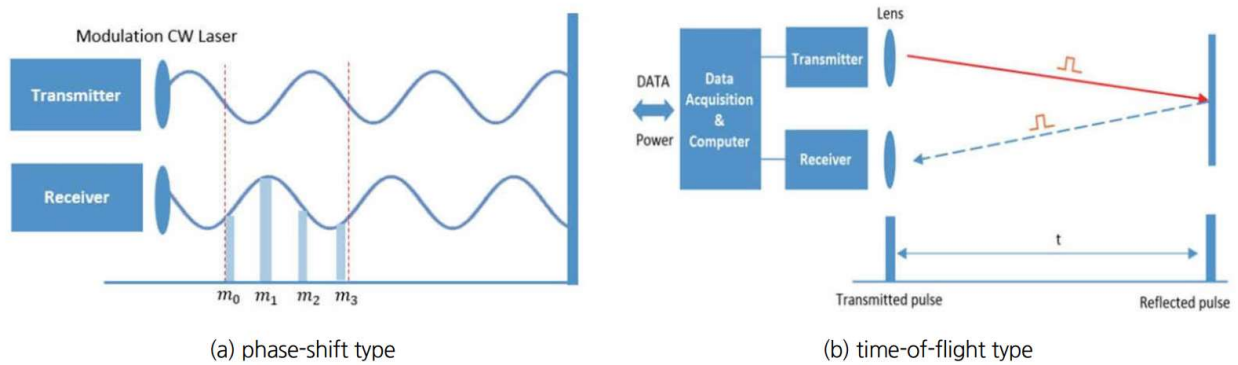 Modulation CW Laser
Transmitter
Receiver
m₀ m₁ m₂ m₃
(a) phase-shift type
Lens
DATA
Power
Data
Acquisition
&
Computer
Transmitter
Receiver
t
Transmitted pulse
Reflected pulse
(b) time-of-flight type